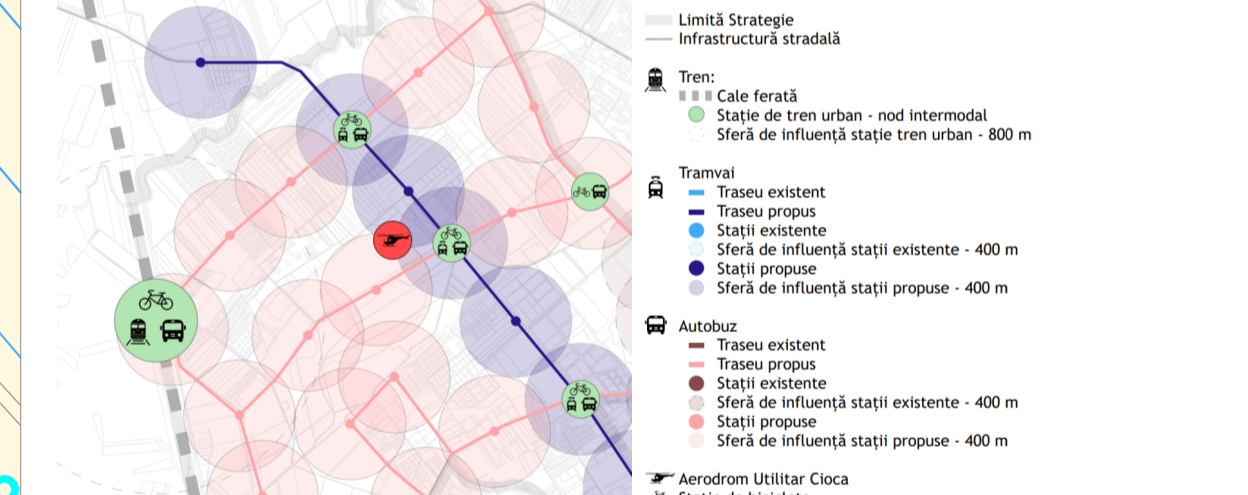 Limită Strategie
Infrastructură stradală
Tren:
Cale ferată
Stație de tren urban - nod intermodal
Sferă de influență stație tren urban - 800 m
Tramvai
Traseu existent
Traseu propus
Stații existente
Sferă de influență stații existente - 400 m
Stații propuse
Sferă de influență stații propuse - 400 m
Autobuz
Traseu existent
Traseu propus
Stații existente
Sferă de influență stații existente - 400 m
Stații propuse
Sferă de influență stații propuse - 400 m
Aerodrom Utilitar Cioca